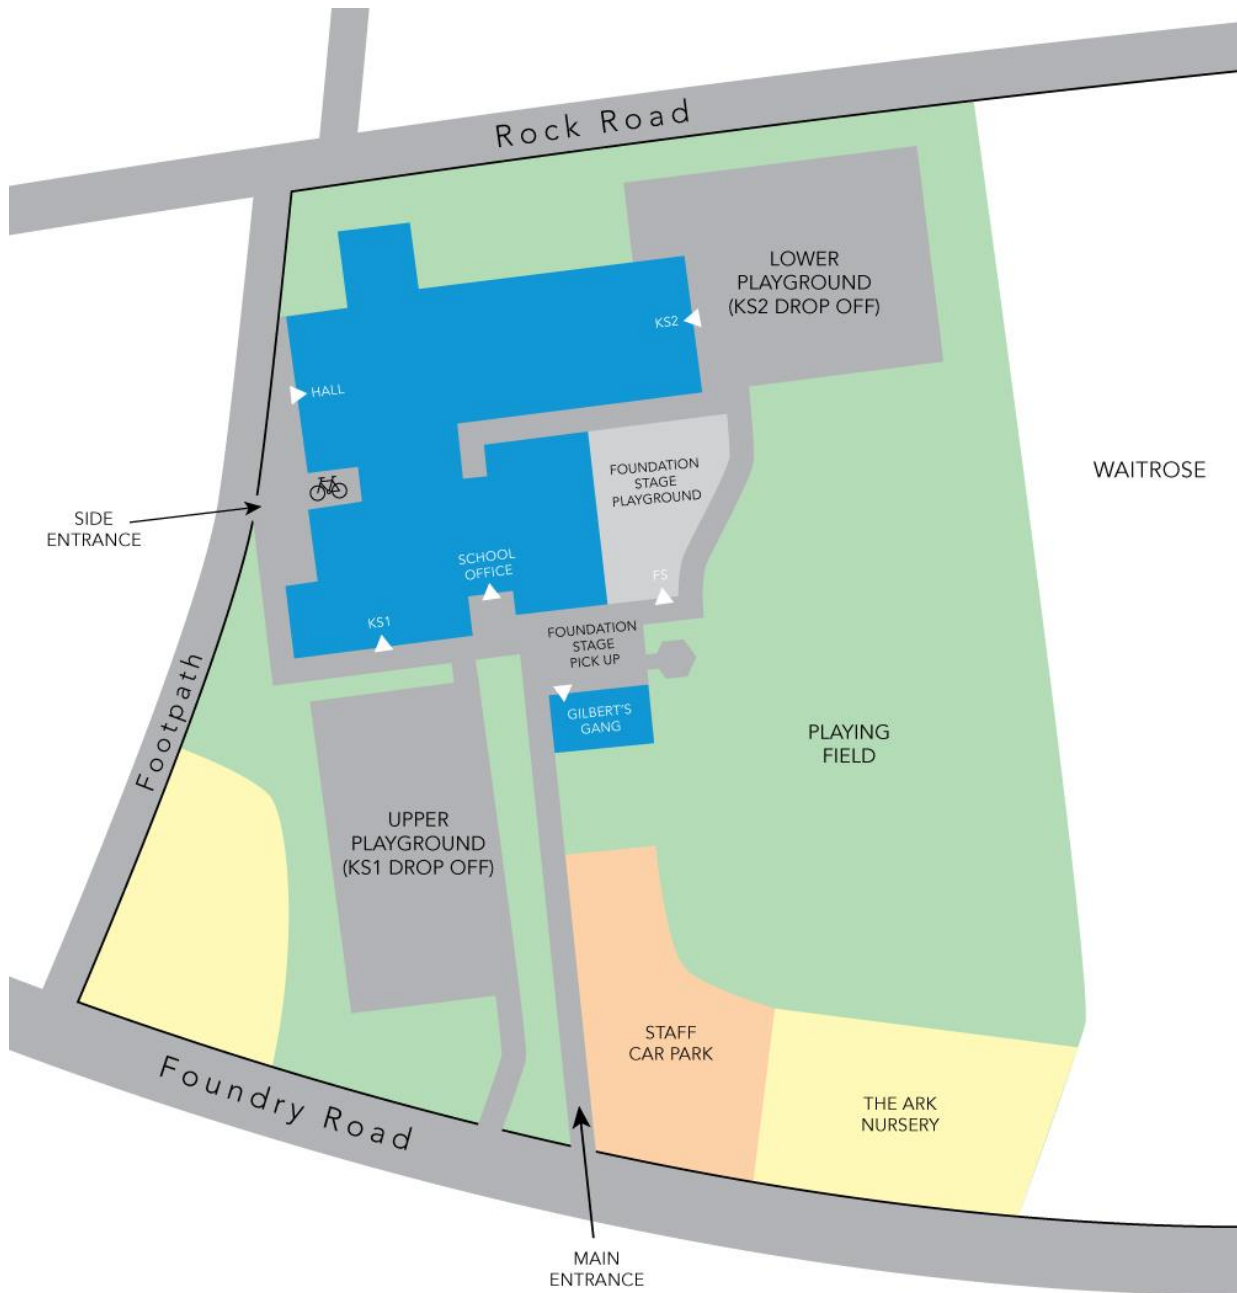 Rock Road
LOWER
PLAYGROUND
(KS2 DROP OFF)
KS2
HALL
FOUNDATION
STAGE
PLAYGROUND
WAITROSE
SIDE
ENTRANCE
SCHOOL
OFFICE
FS
KS1
FOUNDATION
STAGE
PICK UP
GILBERT'S
GANG
Footpath
PLAYING
FIELD
UPPER
PLAYGROUND
(KS1 DROP OFF)
STAFF
CAR PARK
Foundry Road
THE ARK
NURSERY
MAIN
ENTRANCE